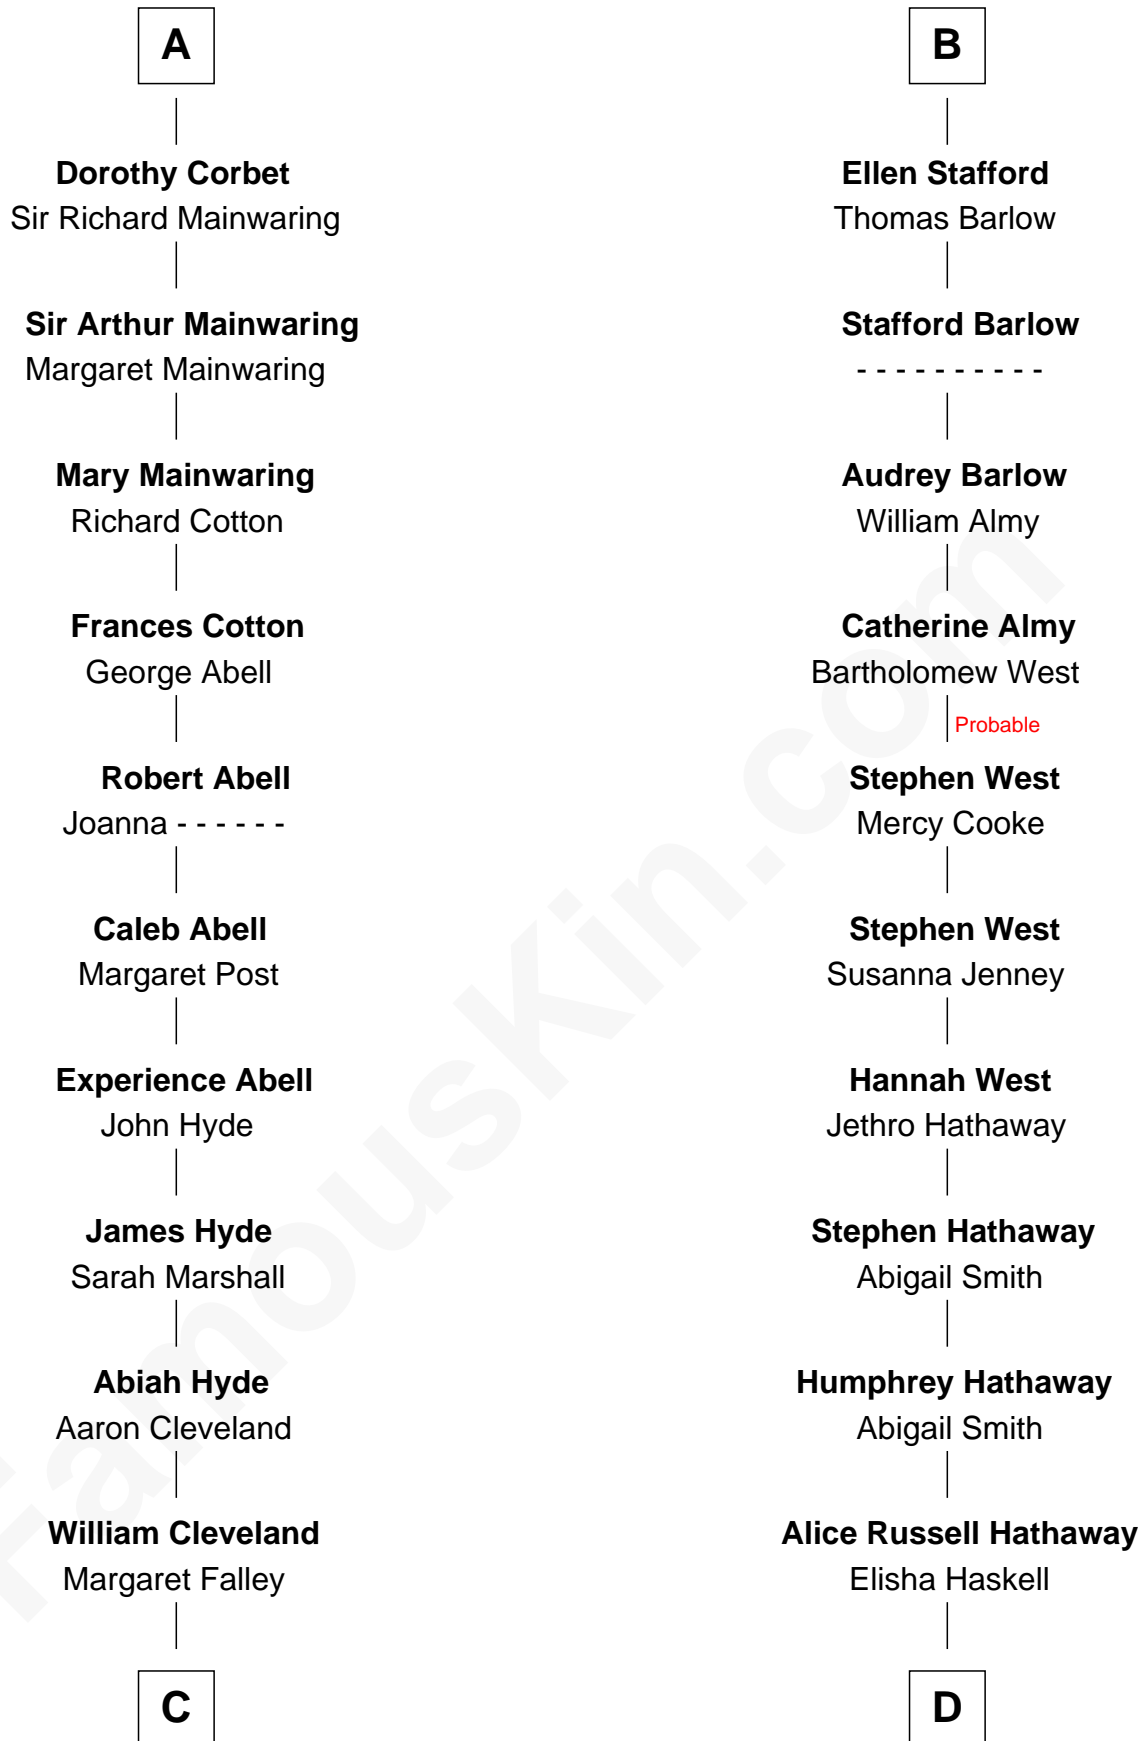 A
Dorothy Corbet
Sir Richard Mainwaring
Sir Arthur Mainwaring
Margaret Mainwaring
Mary Mainwaring
Richard Cotton
Frances Cotton
George Abell
Robert Abell
Joanna - - - - - -
Caleb Abell
Margaret Post
Experience Abell
John Hyde
James Hyde
Sarah Marshall
Abiah Hyde
Aaron Cleveland
William Cleveland
Margaret Falley
C
B
Ellen Stafford
Thomas Barlow
Stafford Barlow
- - - - - - - - - -
Audrey Barlow
William Almy
Catherine Almy
Bartholomew West
Probable
Stephen West
Mercy Cooke
Stephen West
Susanna Jenney
Hannah West
Jethro Hathaway
Stephen Hathaway
Abigail Smith
Humphrey Hathaway
Abigail Smith
Alice Russell Hathaway
Elisha Haskell
D
FamousKin.com